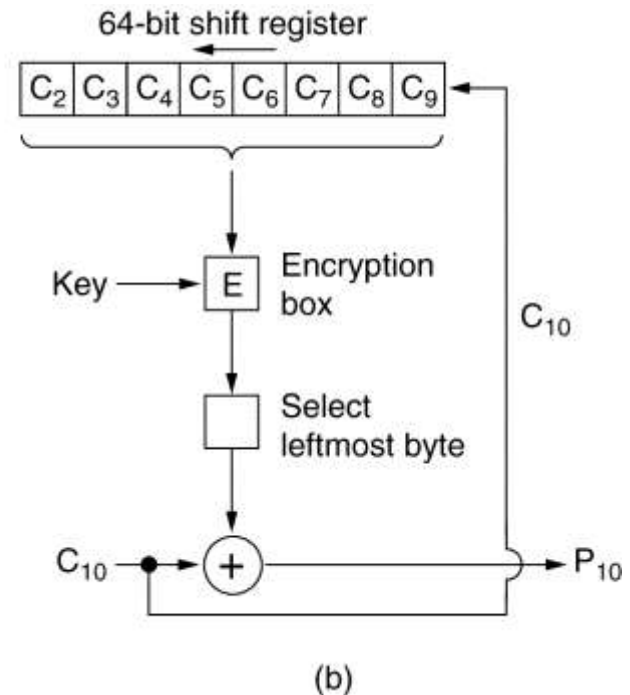 64-bit shift register
C₂ C₃ C₄ C₅ C₆ C₇ C₈ C₉
Key
E
Encryption
box
C₁₀
Select
leftmost byte
C₁₀
+
P₁₀
(b)